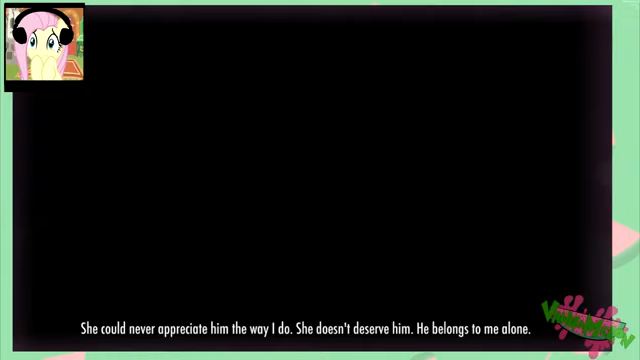 She could never appreciate him the way I do. She doesn't deserve him. He belongs to me alone.